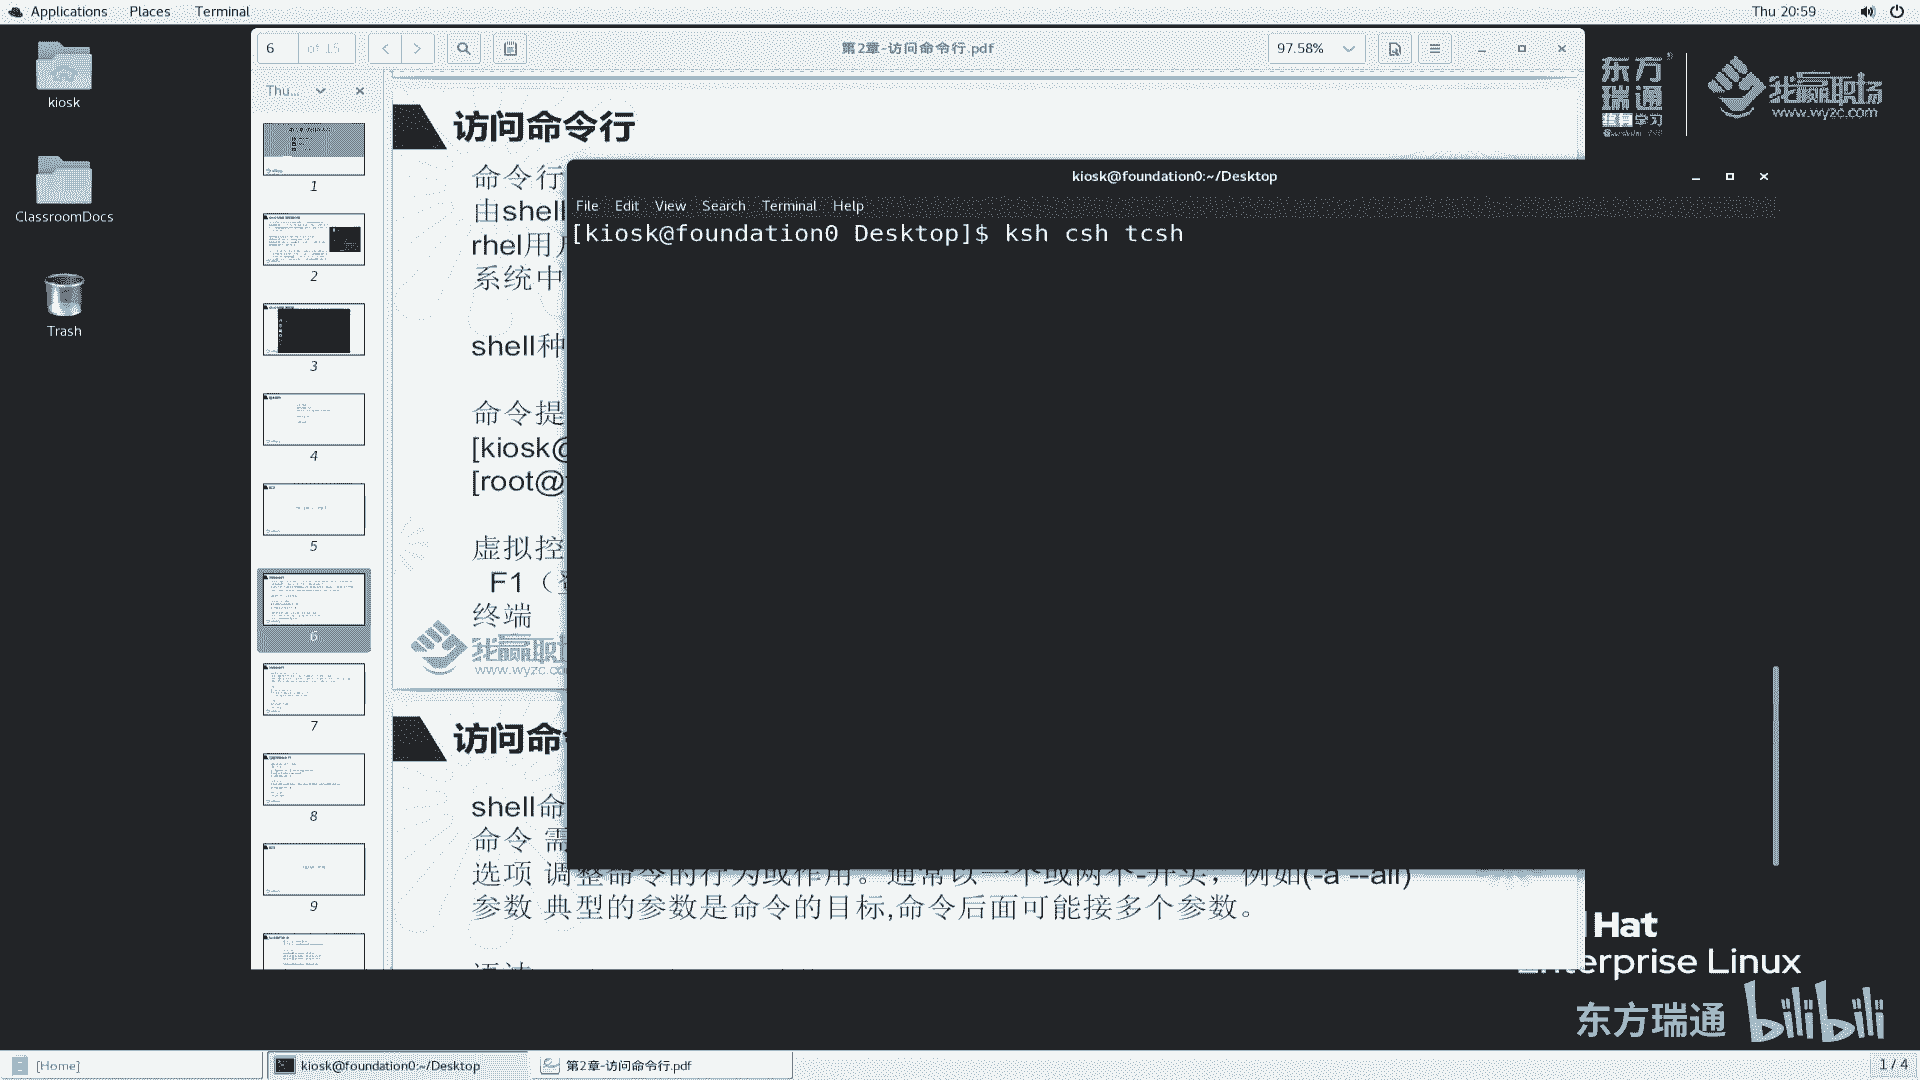 Applications Places Terminal
Thu 20:59
kiosk
ClassroomDocs
Trash
6 of 15
第2章-访问命令行.pdf
97.58%
Thu...
1
2
3
4
5
6
7
8
9
访问命令行
命令行
由shell
rhel用
系统中
shell种
命令提
[kiosk@
[root@
虚拟控
F1（
终端
我赢职
www.wyzc
访问命
shell命
命令 需
选项 调整命令的行为或作用。通常以一个或两个-开头，例如(-a --all)
参数 典型的参数是命令的目标,命令后面可能接多个参数。
kiosk@foundation0:~/Desktop
File Edit View Search Terminal Help
[kiosk@foundation0 Desktop]$ ksh csh tcsh
东方
瑞通
终身学习
我赢职场
www.wyzc.com
Hat
Enterprise Linux
东方瑞通 bilibili
[Home]
kiosk@foundation0:~/Desktop
第2章-访问命令行.pdf
1 / 4